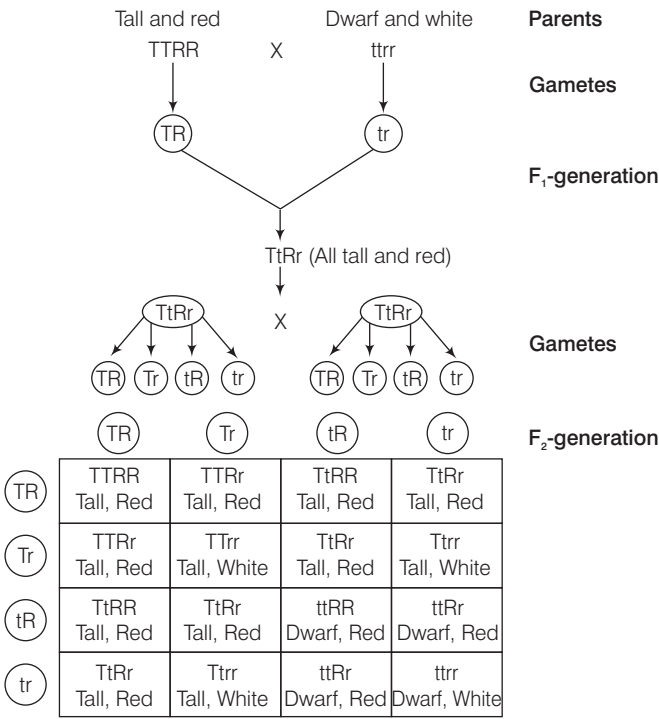 Tall and red Dwarf and white Parents
TTRR X ttrr
Gametes
TR tr
F₁-generation
TtRr (All tall and red)
TtRr X TtRr
Gametes
TR Tr tR tr TR Tr tR tr
TR Tr tR tr F₂-generation
TR TTRR TTRr TtRR TtRr
Tall, Red Tall, Red Tall, Red Tall, Red
Tr TTRr TTrr TtRr Ttrr
Tall, Red Tall, White Tall, Red Tall, White
tR TtRR TtRr ttRR ttRr
Tall, Red Tall, Red Dwarf, Red Dwarf, Red
tr TtRr Ttrr ttRr ttrr
Tall, Red Tall, White Dwarf, Red Dwarf, White